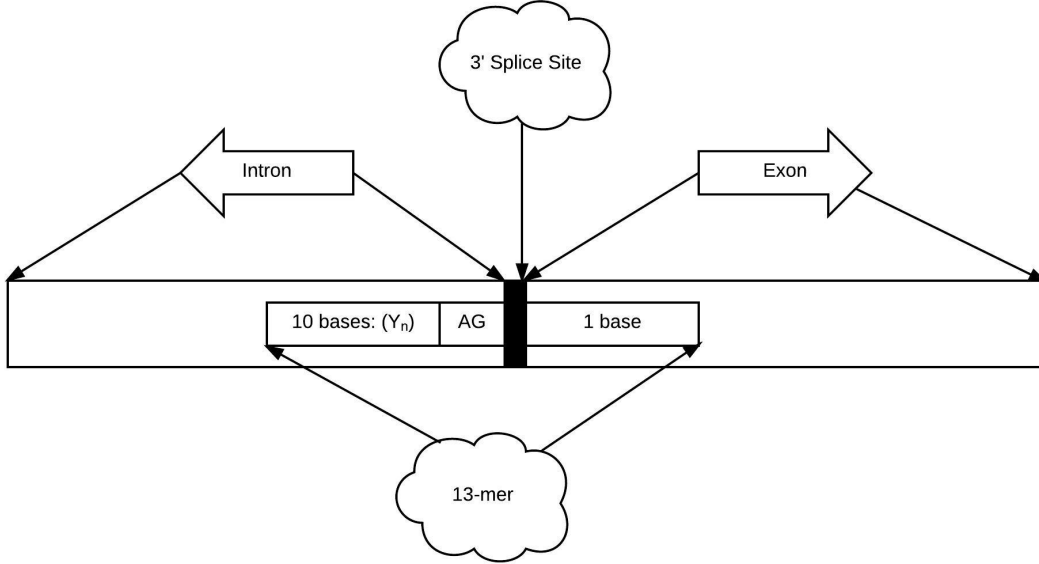 3' Splice Site
Intron
Exon
10 bases: (Yₙ)
AG
1 base
13-mer